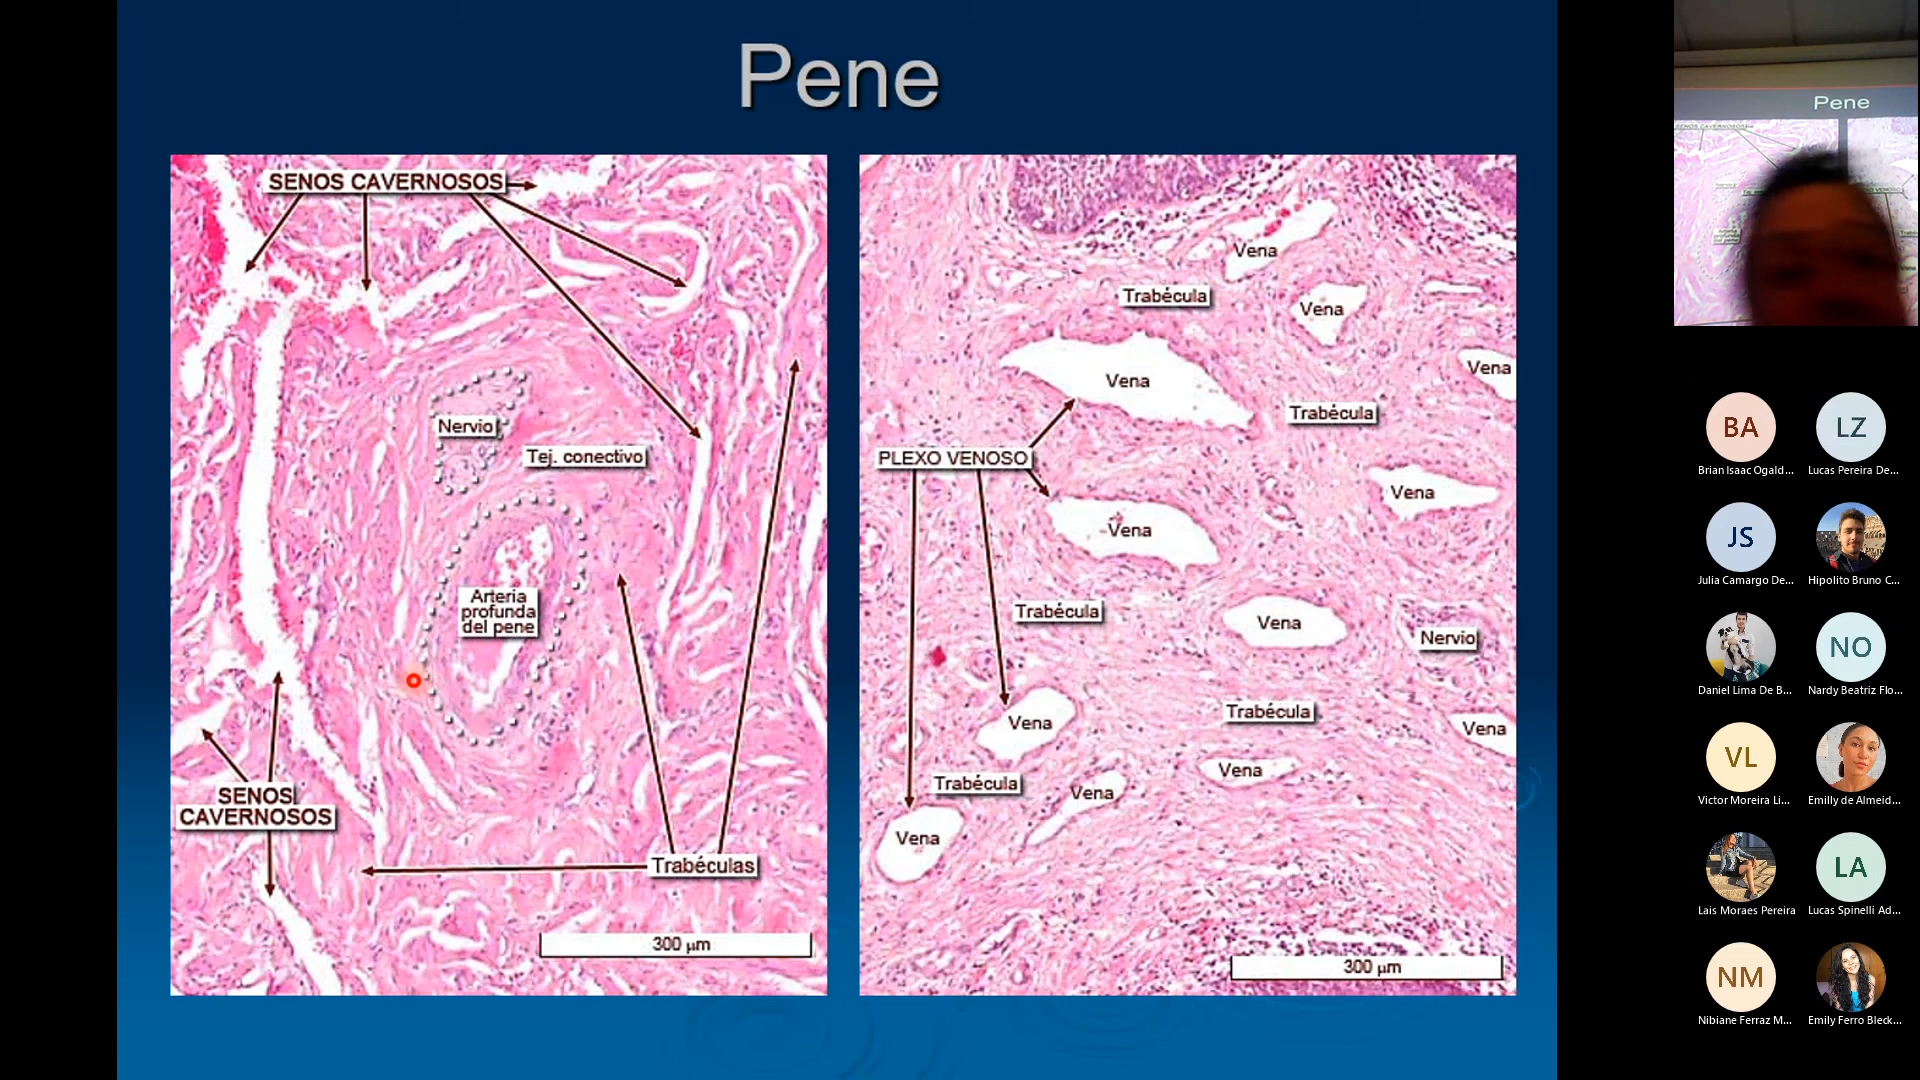 Pene
SENOS CAVERNOSOS
Nervio
Tej. conectivo
Arteria
profunda
del pene
SENOS
CAVERNOSOS
Trabéculas
300 µm
Vena
Trabécula
Vena
Vena
Vena
Trabécula
PLEXO VENOSO
Vena
Vena
Trabécula
Vena
Nervio
Trabécula
Vena
Vena
Vena
Trabécula
Vena
Vena
300 µm
Pene
SENOS CAVERNOSOS
BA
Brian Isaac Ogald...
LZ
Lucas Pereira De...
JS
Julia Camargo De...
Hipolito Bruno C...
Daniel Lima De B...
NO
Nardy Beatriz Flo...
VL
Victor Moreira Li...
Emilly de Almeid...
Lais Moraes Pereira
LA
Lucas Spinelli Ad...
NM
Nibiane Ferraz M...
Emily Ferro Bleck...